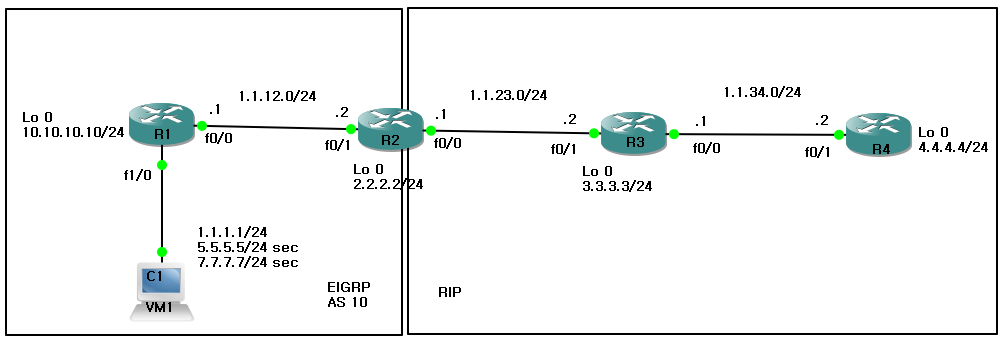 1.1.12.0/24
1.1.23.0/24
1.1.34.0/24
Lo 0
10.10.10.10/24
R1
.1
f0/0
.2
f0/1
R2
.1
f0/0
.2
f0/1
R3
.1
f0/0
.2
f0/1
R4
Lo 0
4.4.4.4/24
Lo 0
2.2.2.2/24
Lo 0
3.3.3.3/24
f1/0
1.1.1.1/24
5.5.5.5/24 sec
7.7.7.7/24 sec
C1
VM1
EIGRP
AS 10
RIP